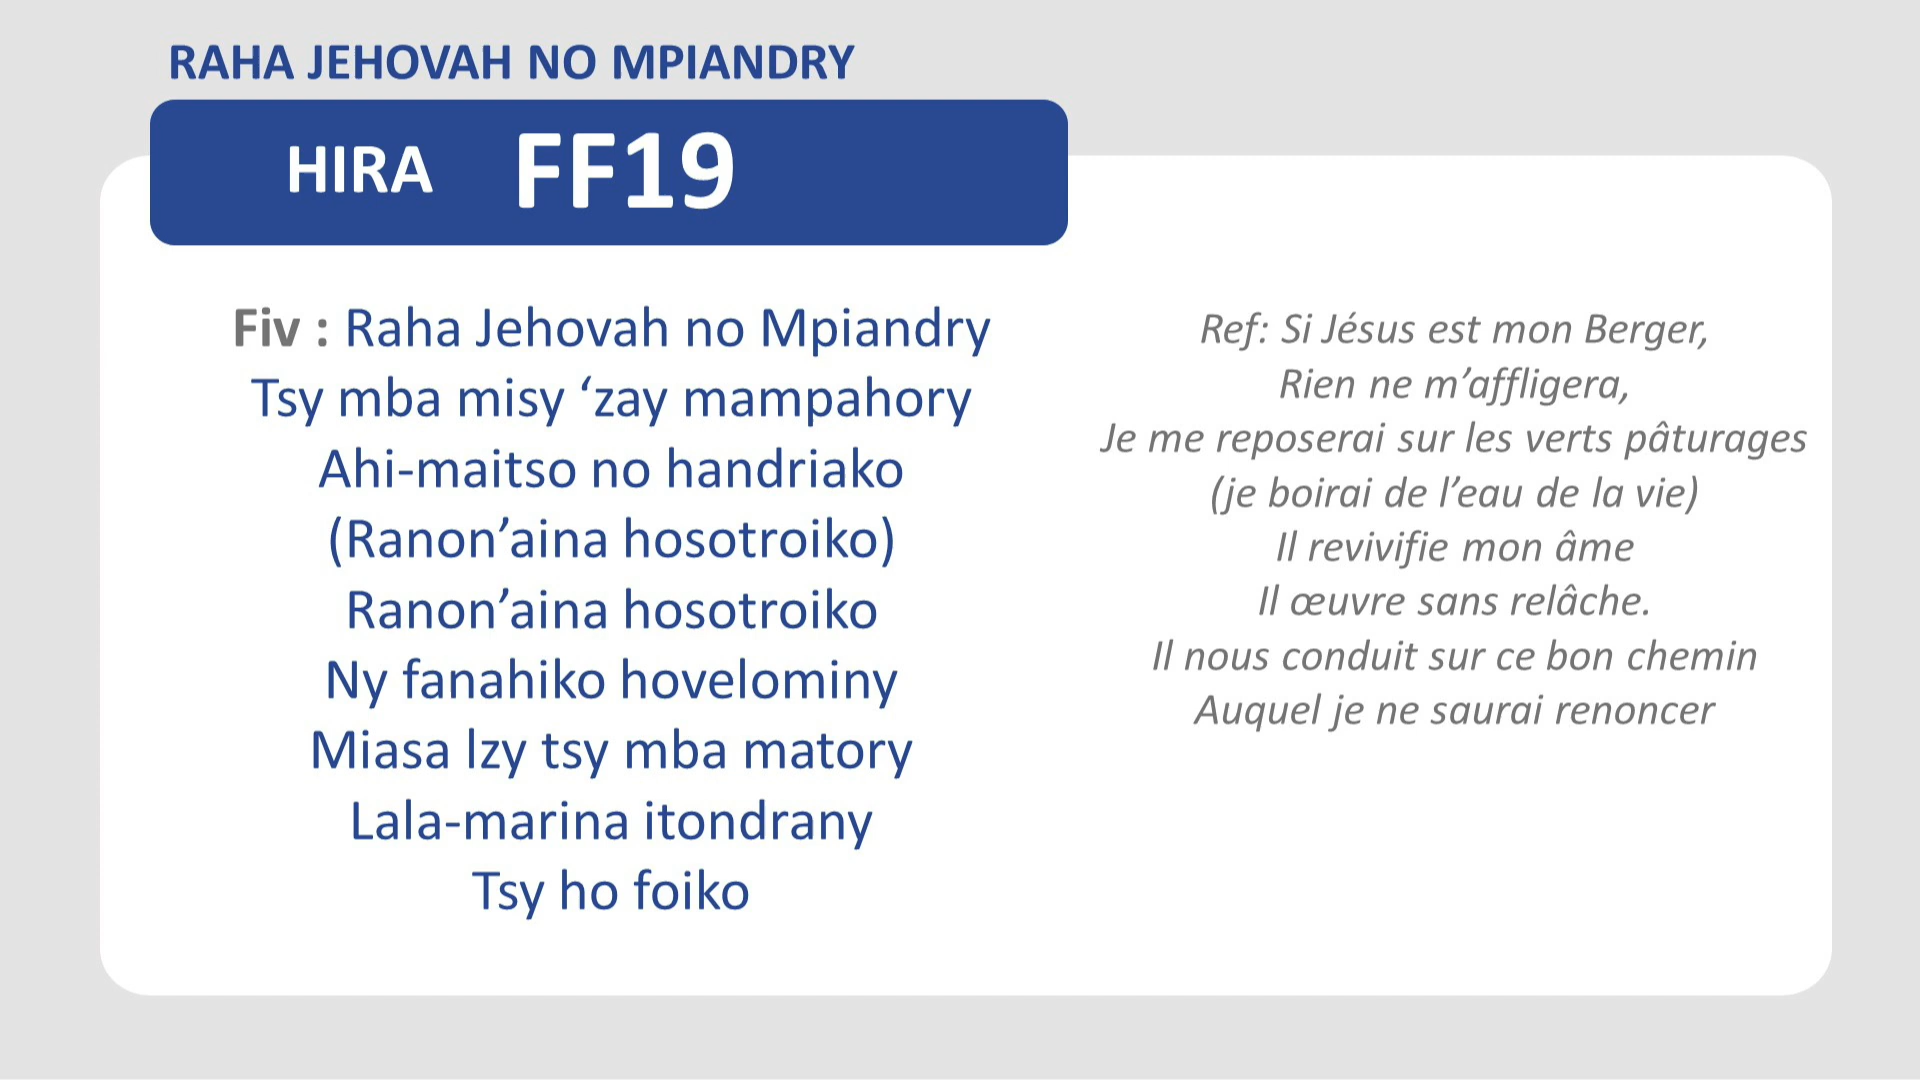 RAHA JEHOVAH NO MPIANDRY
HIRA FF19
Fiv : Raha Jehovah no Mpiandry
Tsy mba misy ‘zay mampahory
Ahi-maitso no handriako
(Ranon’aina hosotroiko)
Ranon’aina hosotroiko
Ny fanahiko hovelominy
Miasa Izy tsy mba matory
Lala-marina itondrany
Tsy ho foiko
Ref: Si Jésus est mon Berger,
Rien ne m’affligera,
Je me reposerai sur les verts pâturages
(je boirai de l’eau de la vie)
Il revivifie mon âme
Il œuvre sans relâche.
Il nous conduit sur ce bon chemin
Auquel je ne saurai renoncer